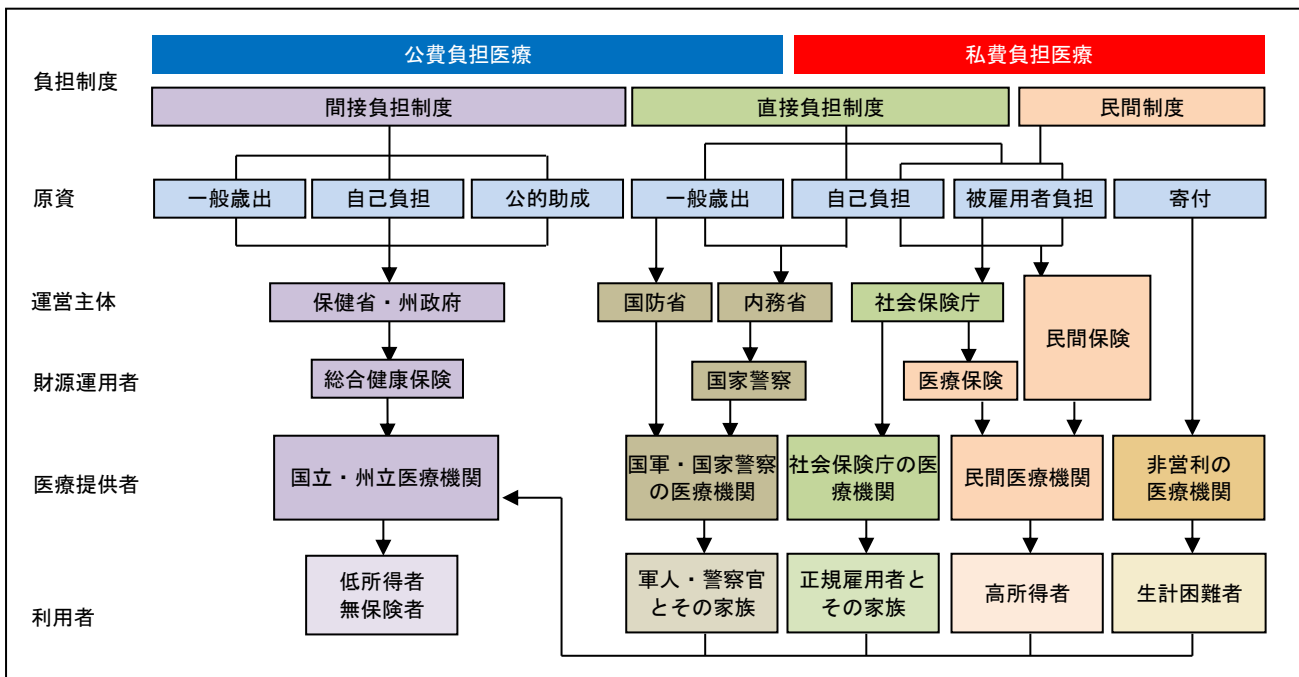 公費負担医療
私費負担医療
負担制度
間接負担制度
直接負担制度
民間制度
原資
一般歳出
自己負担
公的助成
一般歳出
自己負担
被雇用者負担
寄付
運営主体
保健省・州政府
国防省
内務省
社会保険庁
民間保険
財源運用者
総合健康保険
国家警察
医療保険
医療提供者
国立・州立医療機関
国軍・国家警察
の医療機関
社会保険庁の医
療機関
民間医療機関
非営利の
医療機関
利用者
低所得者
無保険者
軍人・警察官
とその家族
正規雇用者と
その家族
高所得者
生計困難者